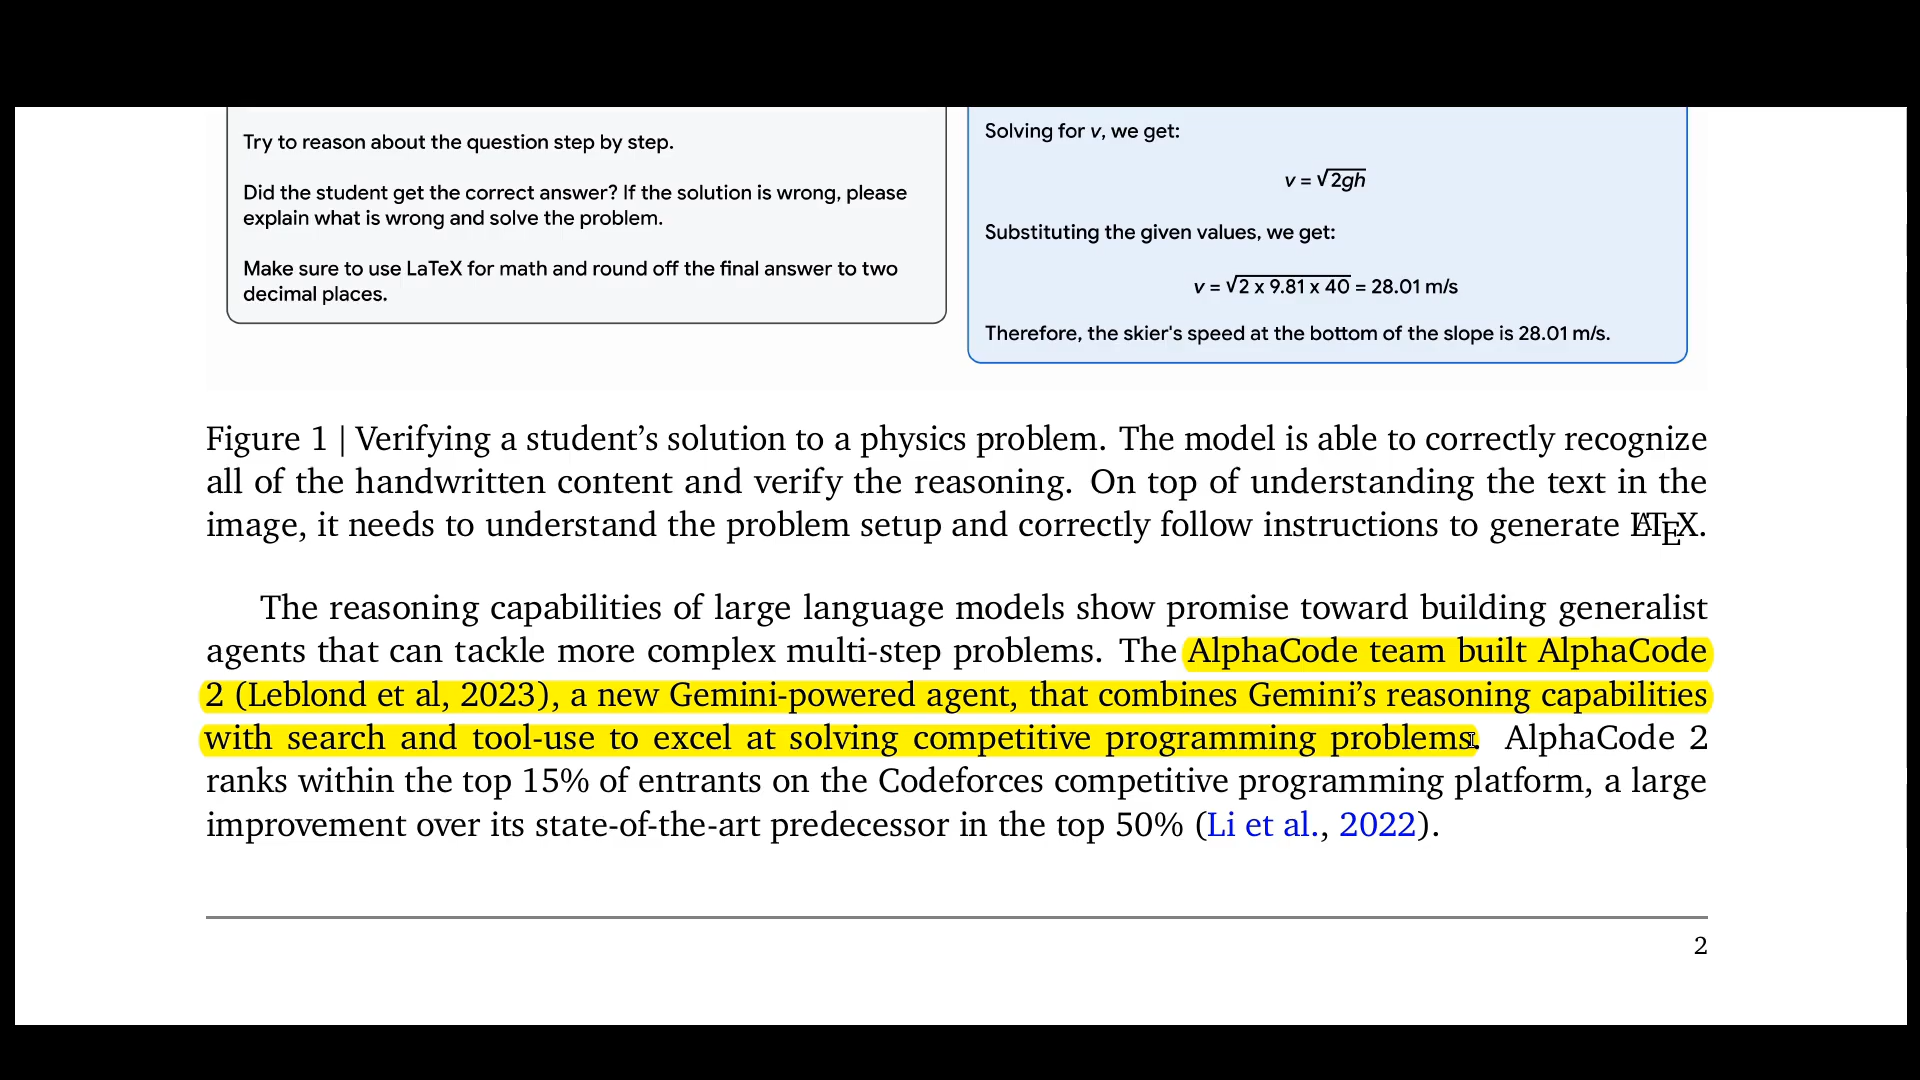 Try to reason about the question step by step.
Did the student get the correct answer? If the solution is wrong, please
explain what is wrong and solve the problem.
Make sure to use LaTeX for math and round off the final answer to two
decimal places.
Solving for v, we get:
v = √2gh
Substituting the given values, we get:
v = √2 x 9.81 x 40 = 28.01 m/s
Therefore, the skier's speed at the bottom of the slope is 28.01 m/s.
Figure 1 | Verifying a student’s solution to a physics problem. The model is able to correctly recognize
all of the handwritten content and verify the reasoning. On top of understanding the text in the
image, it needs to understand the problem setup and correctly follow instructions to generate LATEX.
The reasoning capabilities of large language models show promise toward building generalist
agents that can tackle more complex multi-step problems. The AlphaCode team built AlphaCode
2 (Leblond et al, 2023), a new Gemini-powered agent, that combines Gemini’s reasoning capabilities
with search and tool-use to excel at solving competitive programming problems. AlphaCode 2
ranks within the top 15% of entrants on the Codeforces competitive programming platform, a large
improvement over its state-of-the-art predecessor in the top 50% (Li et al., 2022).
2